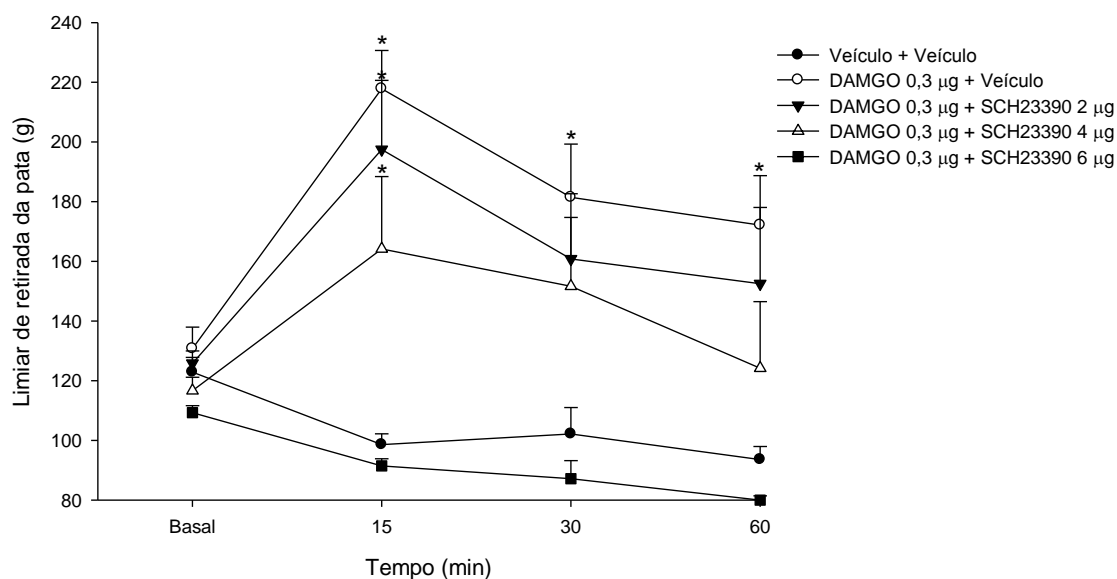 240
220
200
180
160
140
120
100
80
Limiar de retirada da pata (g)
Basal
15
30
60
Tempo (min)
*
*
*
*
*
Veículo + Veículo
DAMGO 0,3 μg + Veículo
DAMGO 0,3 μg + SCH23390 2 μg
DAMGO 0,3 μg + SCH23390 4 μg
DAMGO 0,3 μg + SCH23390 6 μg